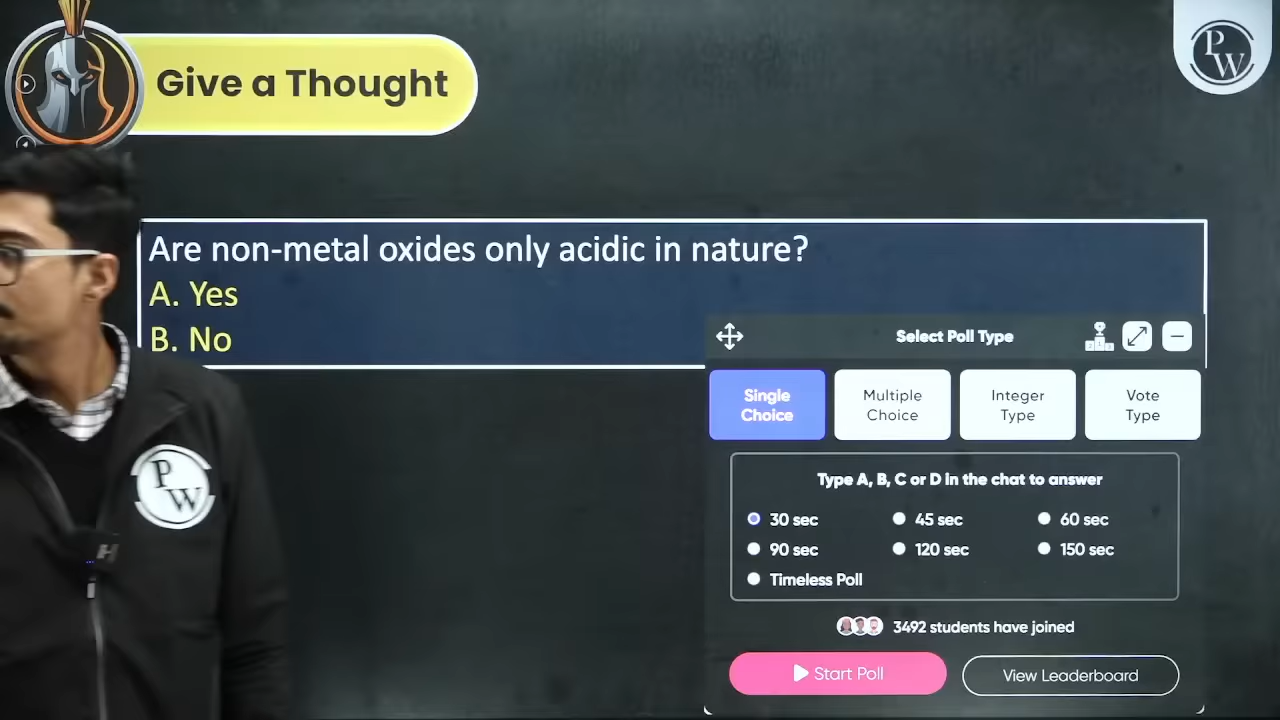 Give a Thought
PW
Are non-metal oxides only acidic in nature?
A. Yes
B. No
Select Poll Type
Single Choice
Multiple Choice
Integer Type
Vote Type
Type A, B, C or D in the chat to answer
30 sec
45 sec
60 sec
90 sec
120 sec
150 sec
Timeless Poll
3492 students have joined
Start Poll
View Leaderboard
PW